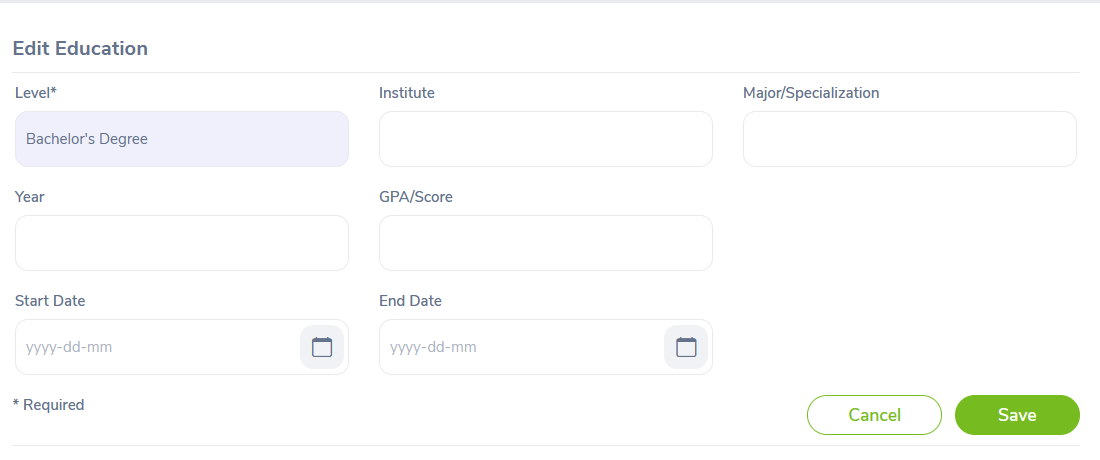 Edit Education
Level*
Institute
Major/Specialization
Bachelor's Degree
Year
GPA/Score
Start Date
End Date
yyyy-dd-mm
yyyy-dd-mm
* Required
Cancel
Save